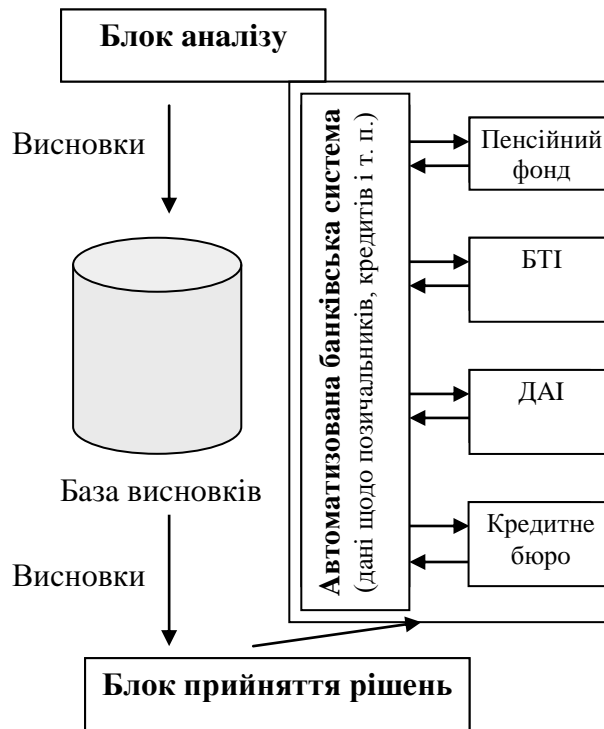 Блок аналізу
Висновки
База висновків
Висновки
Автоматизована банківська система
(дані щодо позичальників, кредитів і т. п.)
Пенсійний
фонд
БТІ
ДАІ
Кредитне
бюро
Блок прийняття рішень